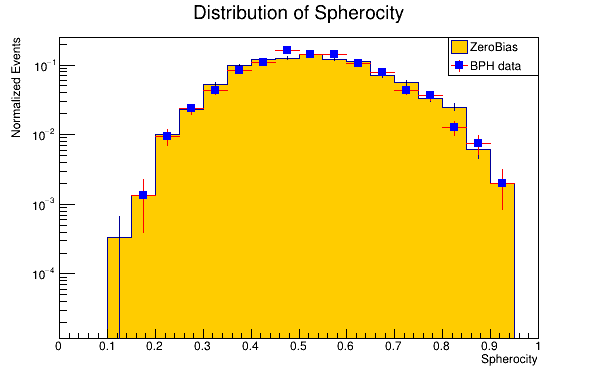 Distribution of Spherocity
Normalized Events
ZeroBias
BPH data
10⁻¹
10⁻²
10⁻³
10⁻⁴
0 0.1 0.2 0.3 0.4 0.5 0.6 0.7 0.8 0.9 1
Spherocity